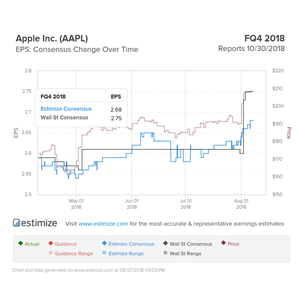 Apple Inc. (AAPL)
FQ4 2018
EPS: Consensus Change Over Time
Reports 10/30/2018
2.8
$220
2.75
$210
FQ4 2018 EPS
Estimize Consensus 2.68
Wall St Consensus 2.75
$200
2.7
$190
2.65
EPS
Price
2.6
$180
$170
2.55
$160
2.5
$150
May 01 2018
Jun 01 2018
Jul 01 2018
Aug 01 2018
estimize
Visit www.estimize.com for the most accurate & representative earnings estimates
Actual
Guidance
Estimize Consensus
Wall St Consensus
Price
Guidance Range
Estimize Range
Wall St Range
Chart and data generated on www.estimize.com at 08/07/2018 04:03 PM